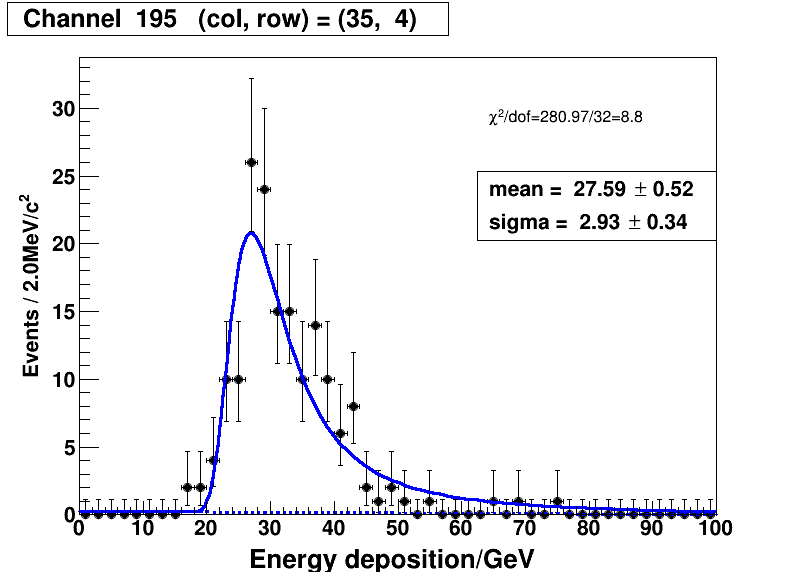 Channel 195 (col, row) = (35, 4)
χ²/dof=280.97/32=8.8
mean = 27.59 ± 0.52
sigma = 2.93 ± 0.34
Events / 2.0MeV/c²
30
25
20
15
10
5
0
0 10 20 30 40 50 60 70 80 90 100
Energy deposition/GeV